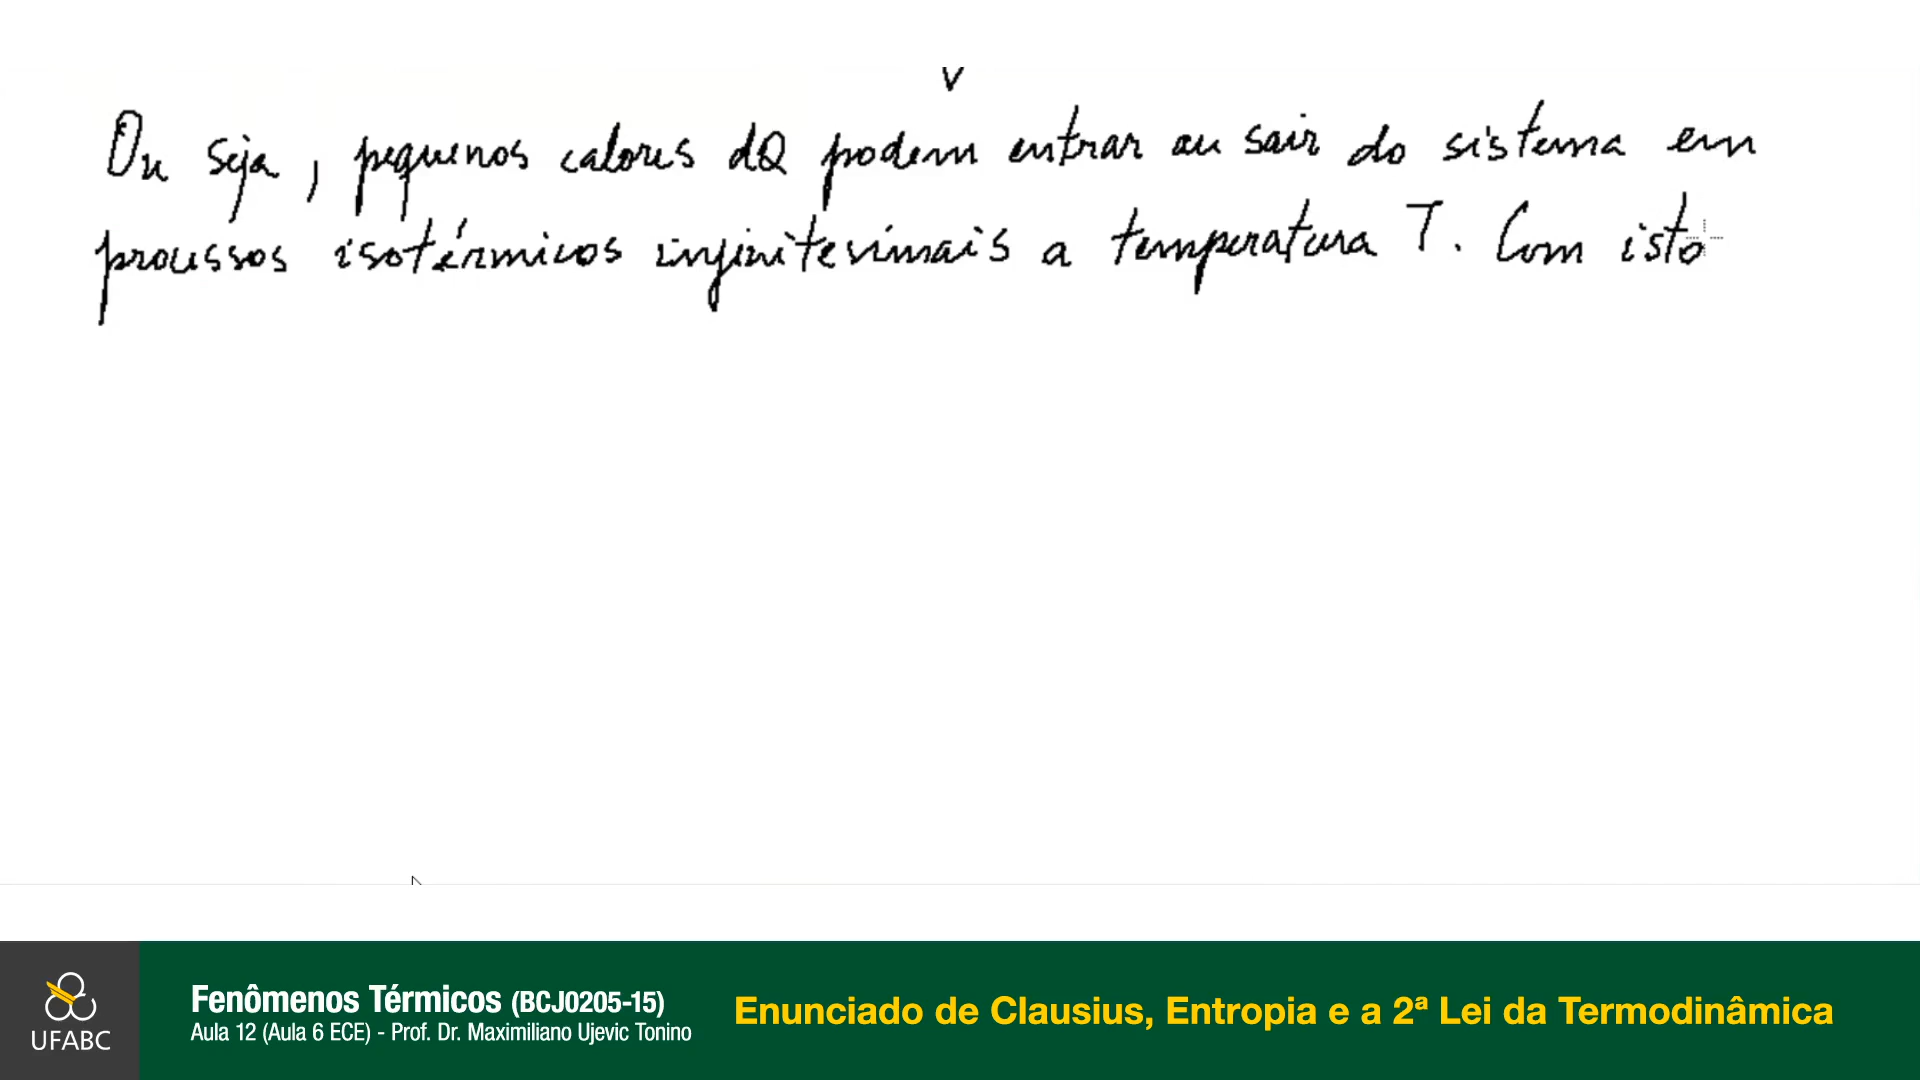 V
Ou seja, pequenos calores dQ podem entrar ou sair do sistema em
processos isotérmicos infinitesimais a temperatura T. Com isto
UFABC
Fenômenos Térmicos (BCJ0205-15)
Aula 12 (Aula 6 ECE) - Prof. Dr. Maximiliano Ujevic Tonino
Enunciado de Clausius, Entropia e a 2ª Lei da Termodinâmica